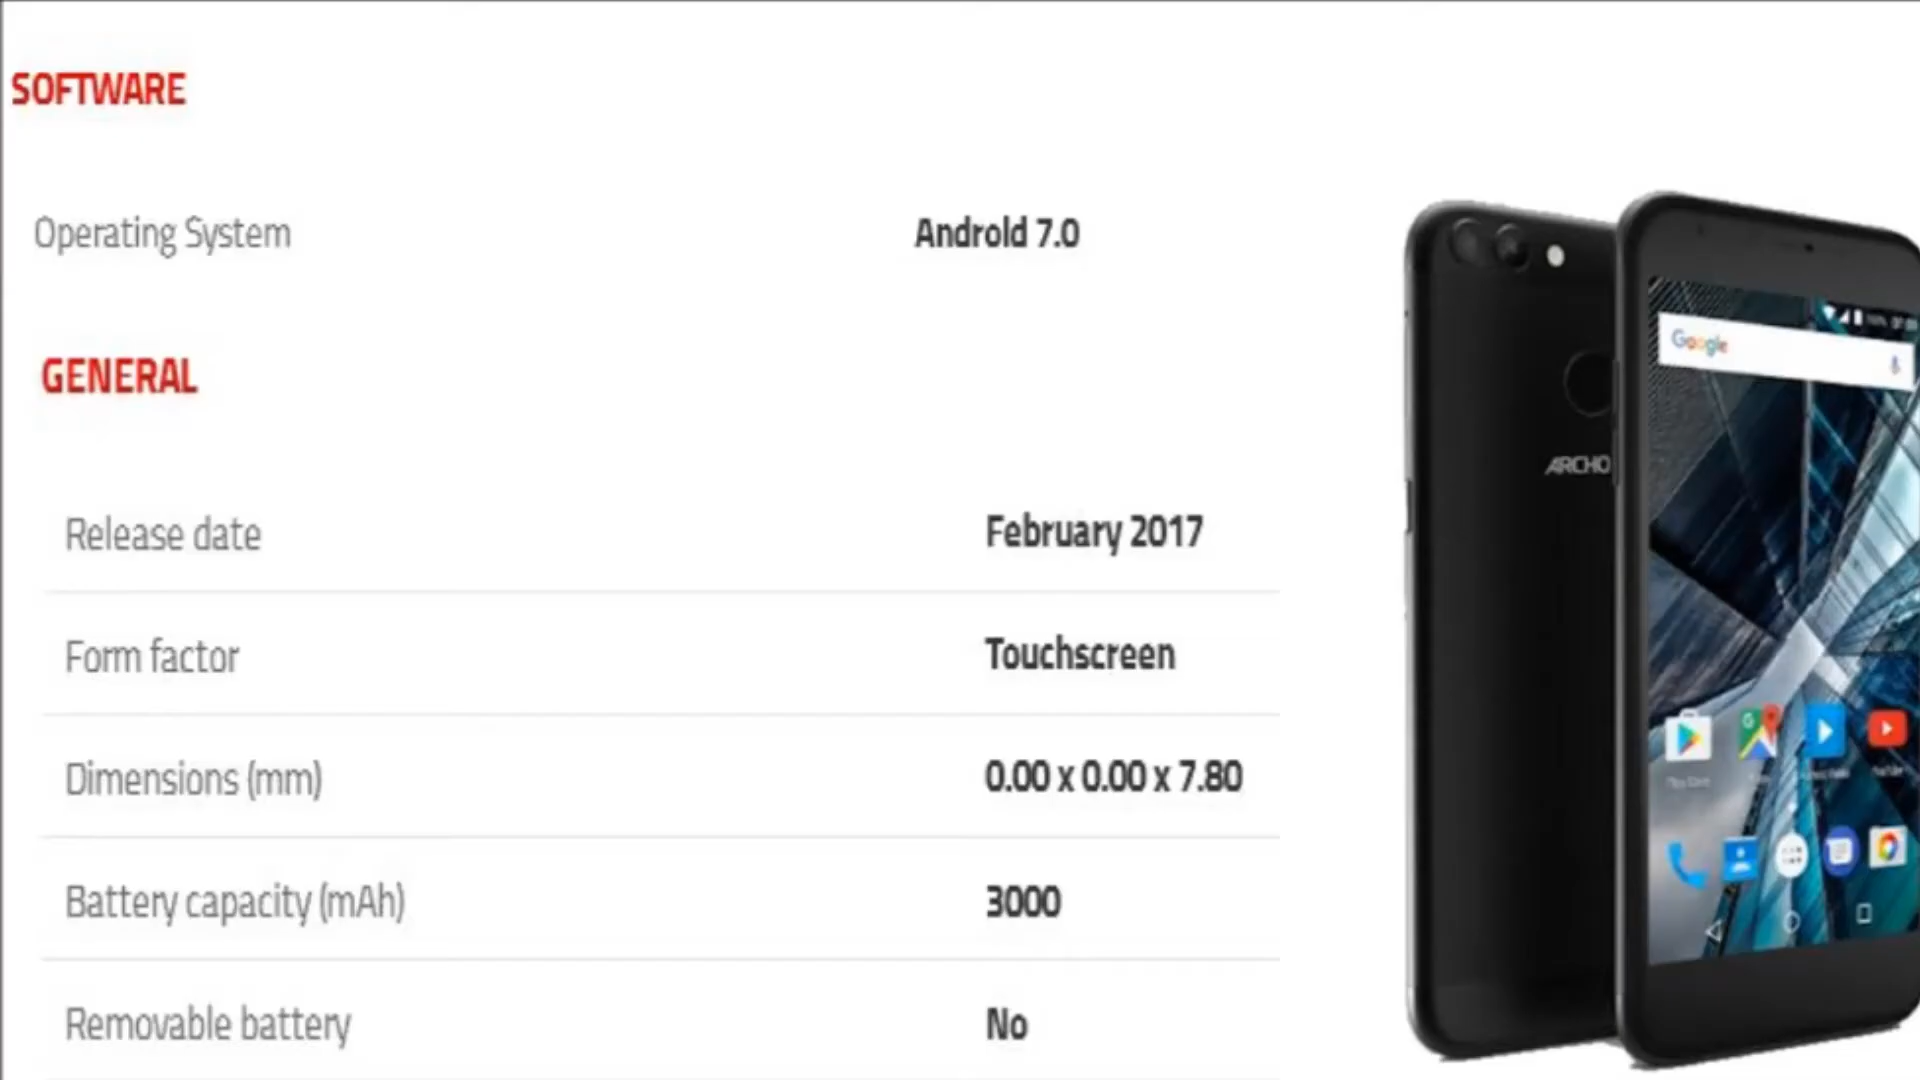 SOFTWARE
Operating System Android 7.0
GENERAL
Release date February 2017
Form factor Touchscreen
Dimensions (mm) 0.00 x 0.00 x 7.80
Battery capacity (mAh) 3000
Removable battery No
ARCHO
Google